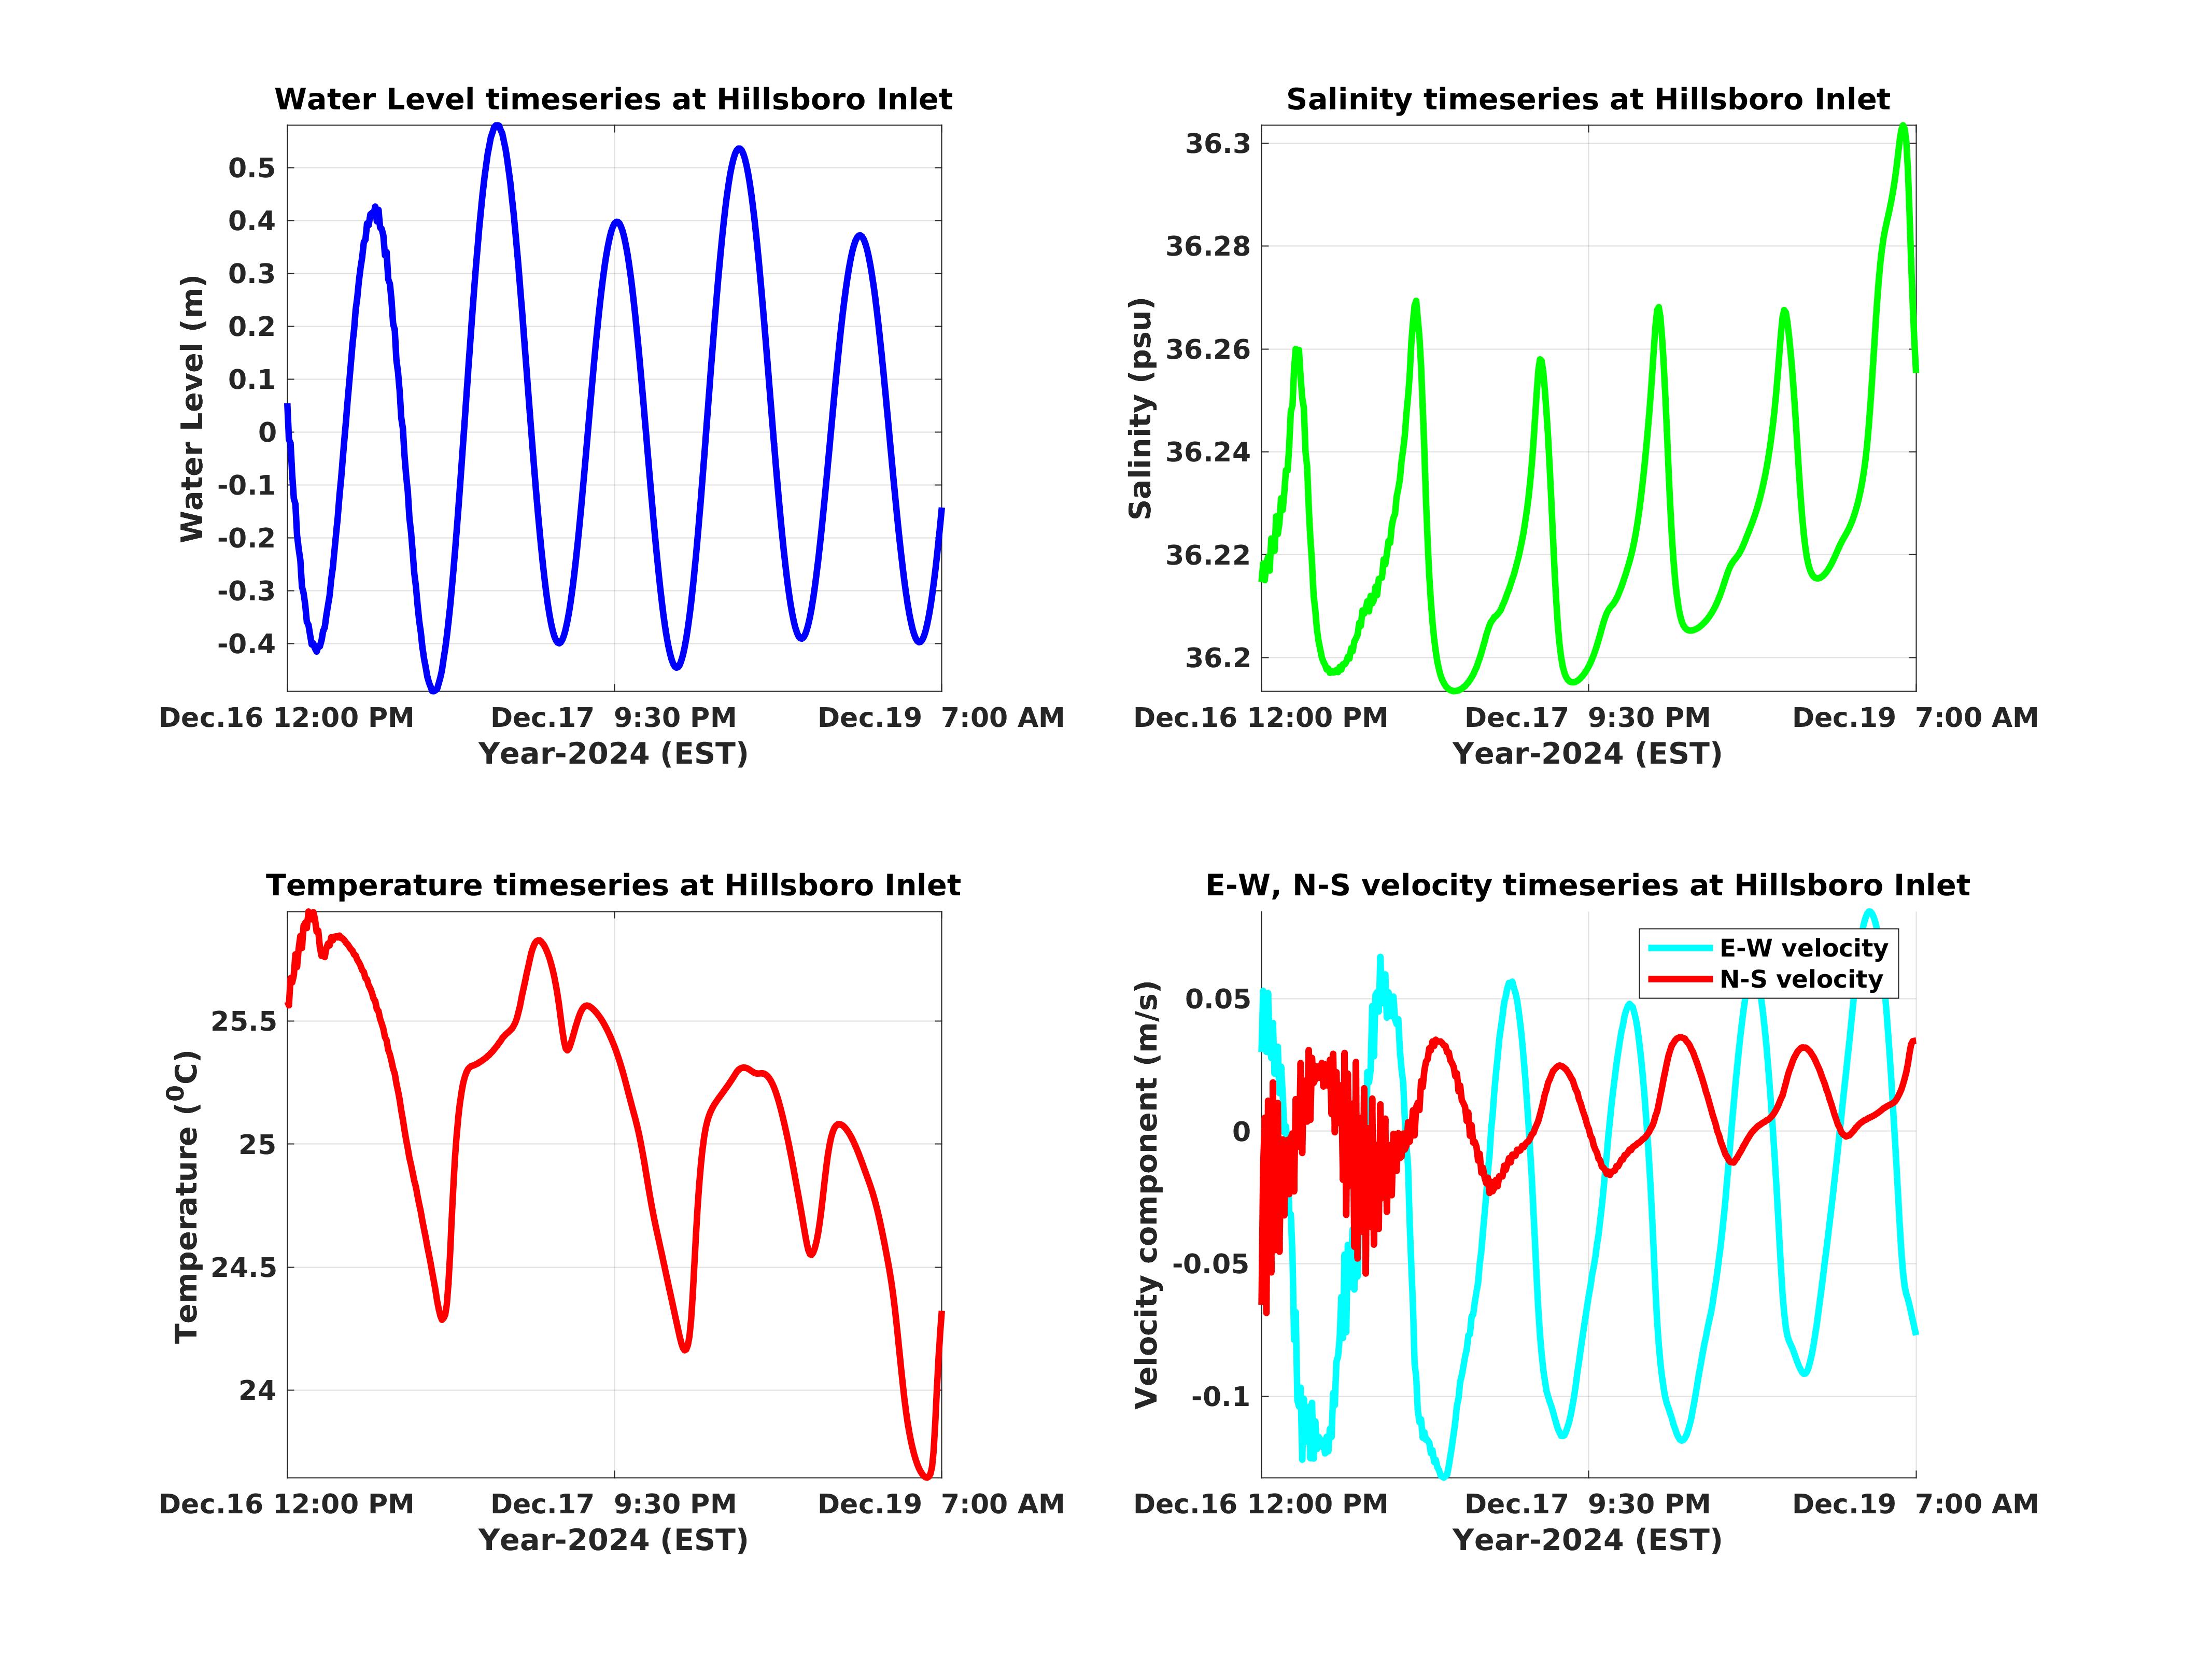 Water Level timeseries at Hillsboro Inlet
Water Level (m)
0.5
0.4
0.3
0.2
0.1
0
-0.1
-0.2
-0.3
-0.4
Dec.16 12:00 PM
Dec.17 9:30 PM
Dec.19 7:00 AM
Year-2024 (EST)
Salinity timeseries at Hillsboro Inlet
Salinity (psu)
36.3
36.28
36.26
36.24
36.22
36.2
Dec.16 12:00 PM
Dec.17 9:30 PM
Dec.19 7:00 AM
Year-2024 (EST)
Temperature timeseries at Hillsboro Inlet
Temperature (⁰C)
25.5
25
24.5
24
Dec.16 12:00 PM
Dec.17 9:30 PM
Dec.19 7:00 AM
Year-2024 (EST)
E-W, N-S velocity timeseries at Hillsboro Inlet
Velocity component (m/s)
E-W velocity
N-S velocity
0.05
0
-0.05
-0.1
Dec.16 12:00 PM
Dec.17 9:30 PM
Dec.19 7:00 AM
Year-2024 (EST)